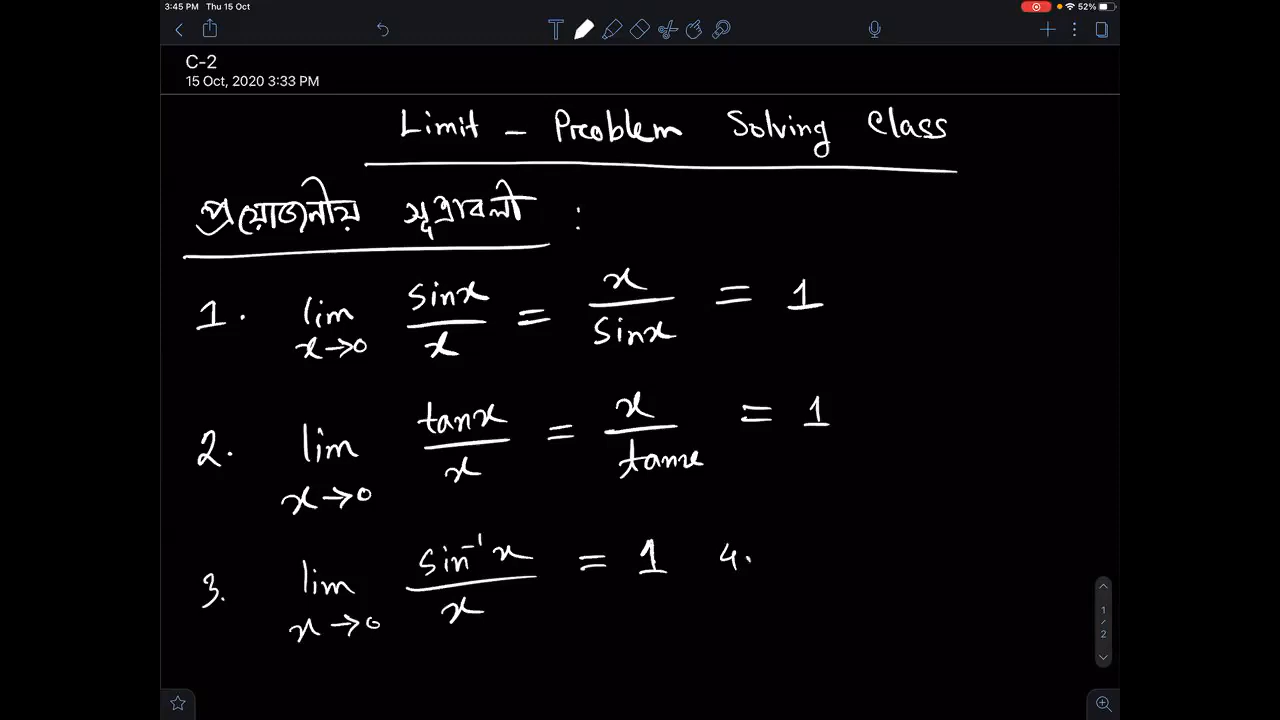 3:45 PM Thu 15 Oct 52%
T
C-2
15 Oct, 2020 3:33 PM
Limit - Problem Solving Class
প্রয়োজনীয় সূত্রাবলী :
1. lim x→0 sinx/x = x/sinx = 1
2. lim x→0 tanx/x = x/tanx = 1
3. lim x→0 sin⁻¹x/x = 1 4.
1/2